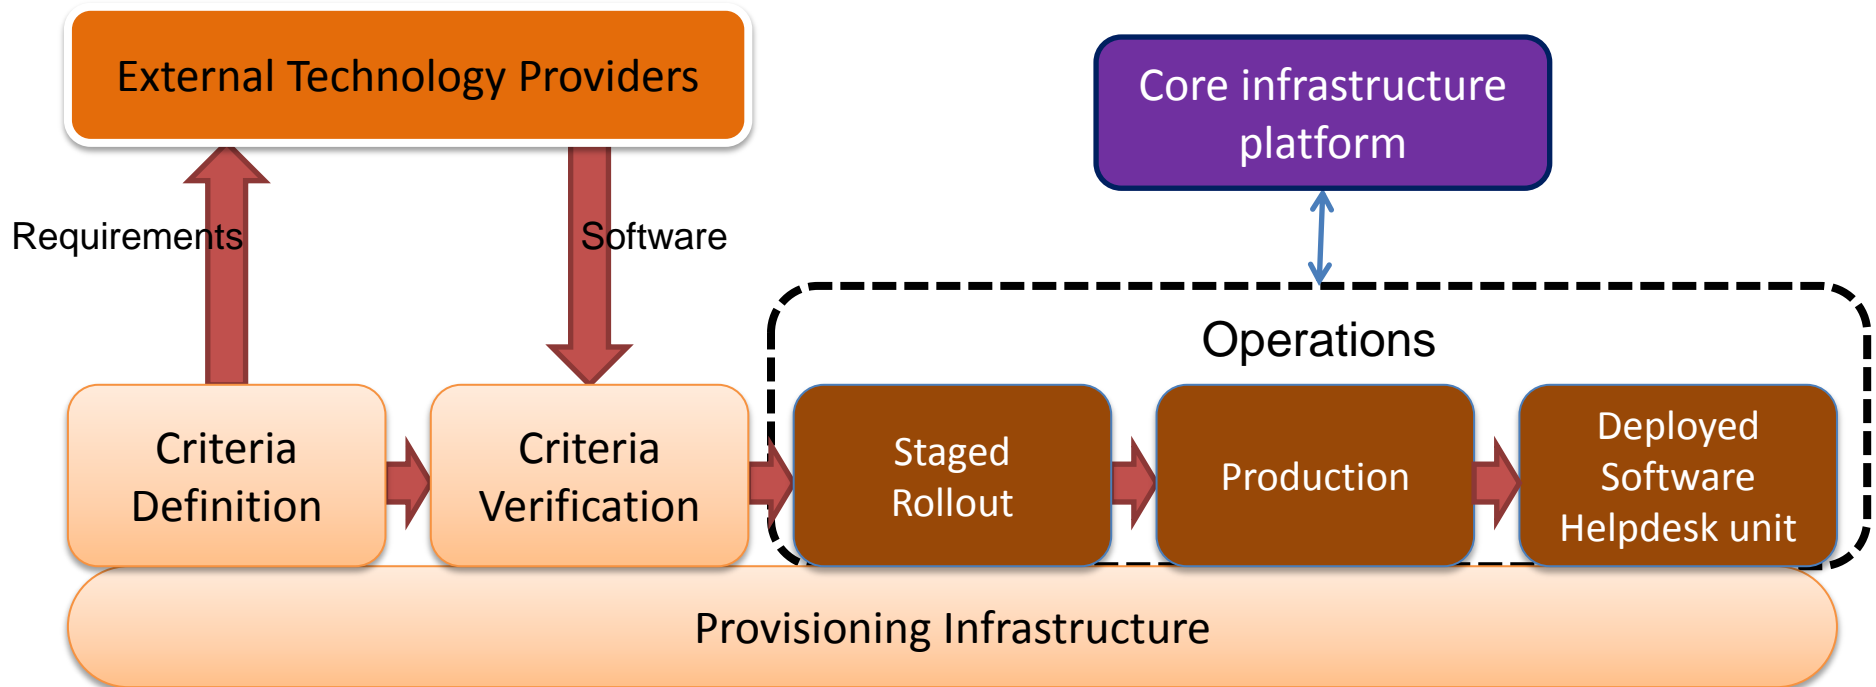 External Technology Providers
Core infrastructure
platform
Requirements
Software
Operations
Criteria
Definition
Criteria
Verification
Staged
Rollout
Production
Deployed
Software
Helpdesk unit
Provisioning Infrastructure